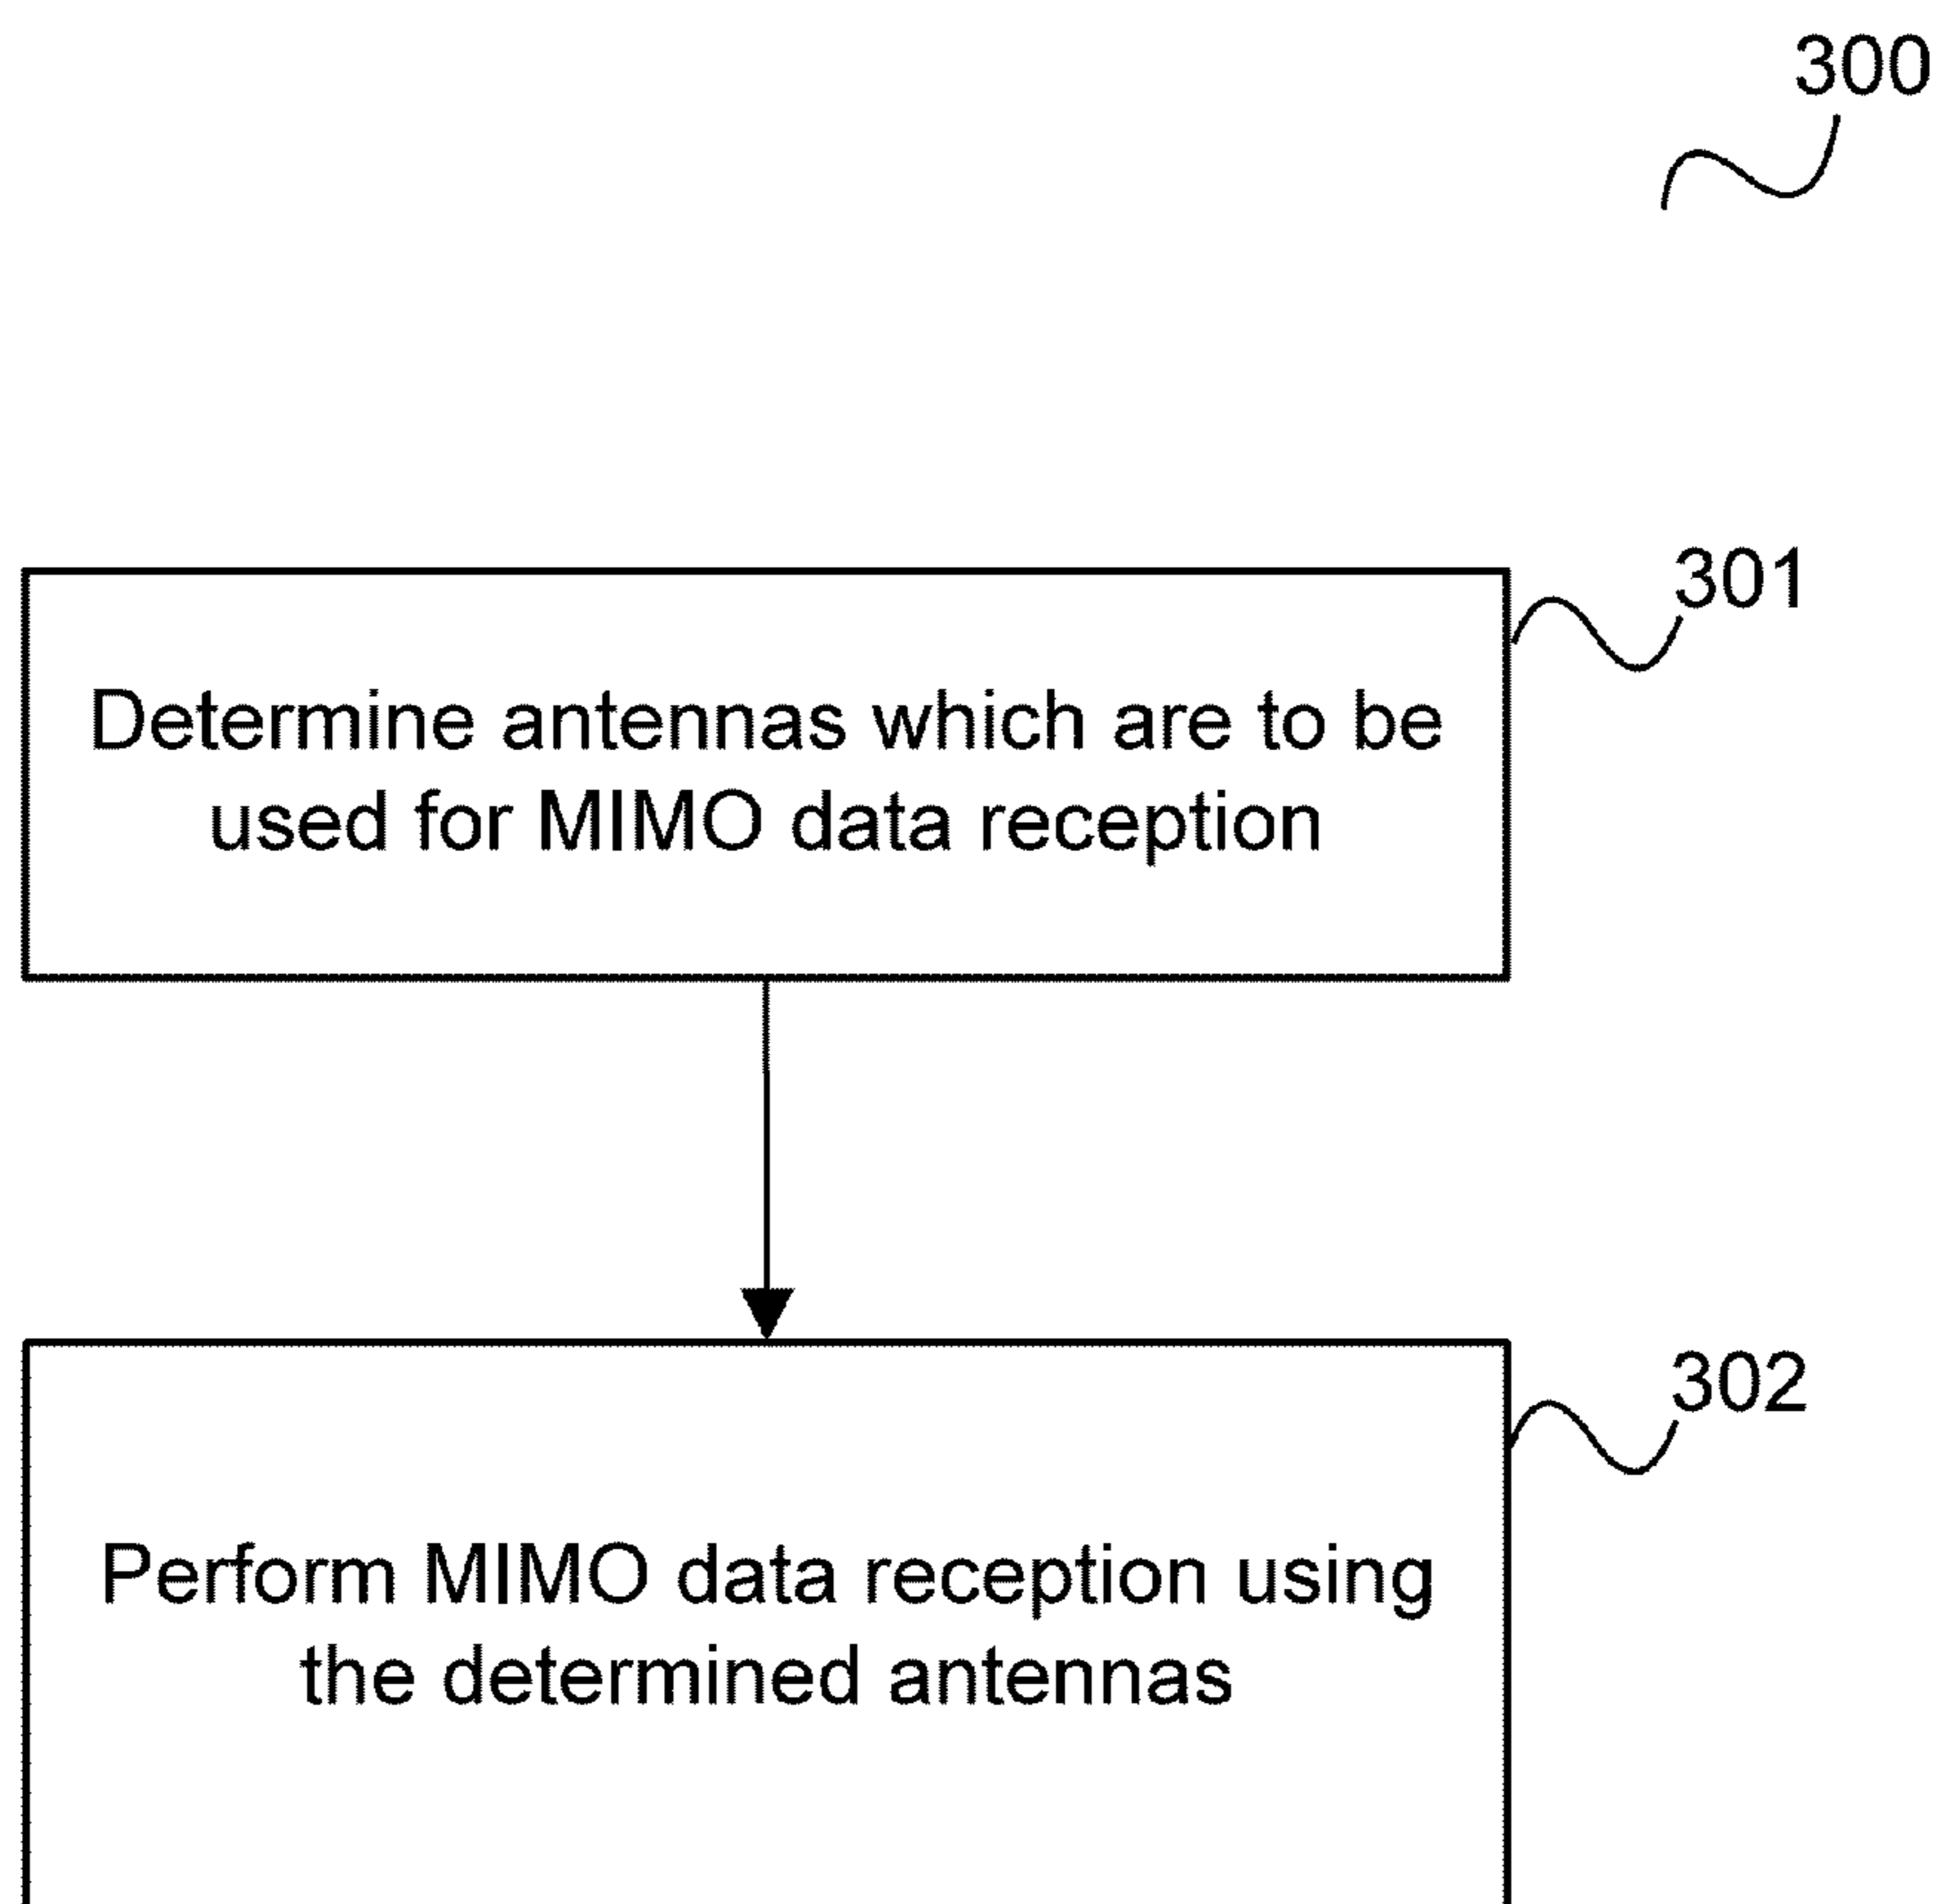 300
301
Determine antennas which are to be
used for MIMO data reception
302
Perform MIMO data reception using
the determined antennas